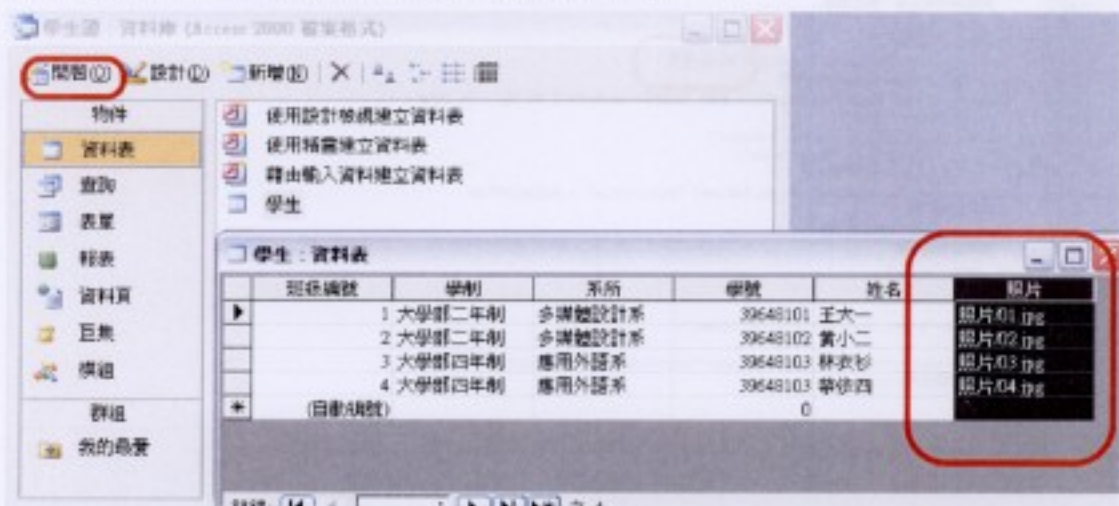 學生證 : 資料庫 (Access 2000 檔案格式)
開啟(O) 設計(D) 新增(N)
物件
資料表
查詢
表單
報表
資料頁
巨集
模組
群組
我的最愛
使用設計檢視建立資料表
使用精靈建立資料表
藉由輸入資料建立資料表
學生
學生 : 資料表
班級編號 學制 系所 學號 姓名 照片
1 大學部二年制 多媒體設計系 39648101 王大一 照片/01.jpg
2 大學部二年制 多媒體設計系 39648102 黃小二 照片/02.jpg
3 大學部四年制 應用外語系 39648103 林衣衫 照片/03.jpg
4 大學部四年制 應用外語系 39648103 華依四 照片/04.jpg
(自動編號) 0